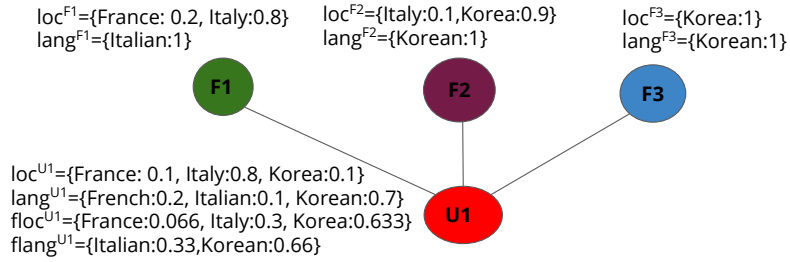 loc^F1={France: 0.2, Italy:0.8}
lang^F1={Italian:1}
loc^F2={Italy:0.1,Korea:0.9}
lang^F2={Korean:1}
loc^F3={Korea:1}
lang^F3={Korean:1}
F1
F2
F3
loc^U1={France: 0.1, Italy:0.8, Korea:0.1}
lang^U1={French:0.2, Italian:0.1, Korean:0.7}
floc^U1={France:0.066, Italy:0.3, Korea:0.633}
flang^U1={Italian:0.33,Korean:0.66}
U1